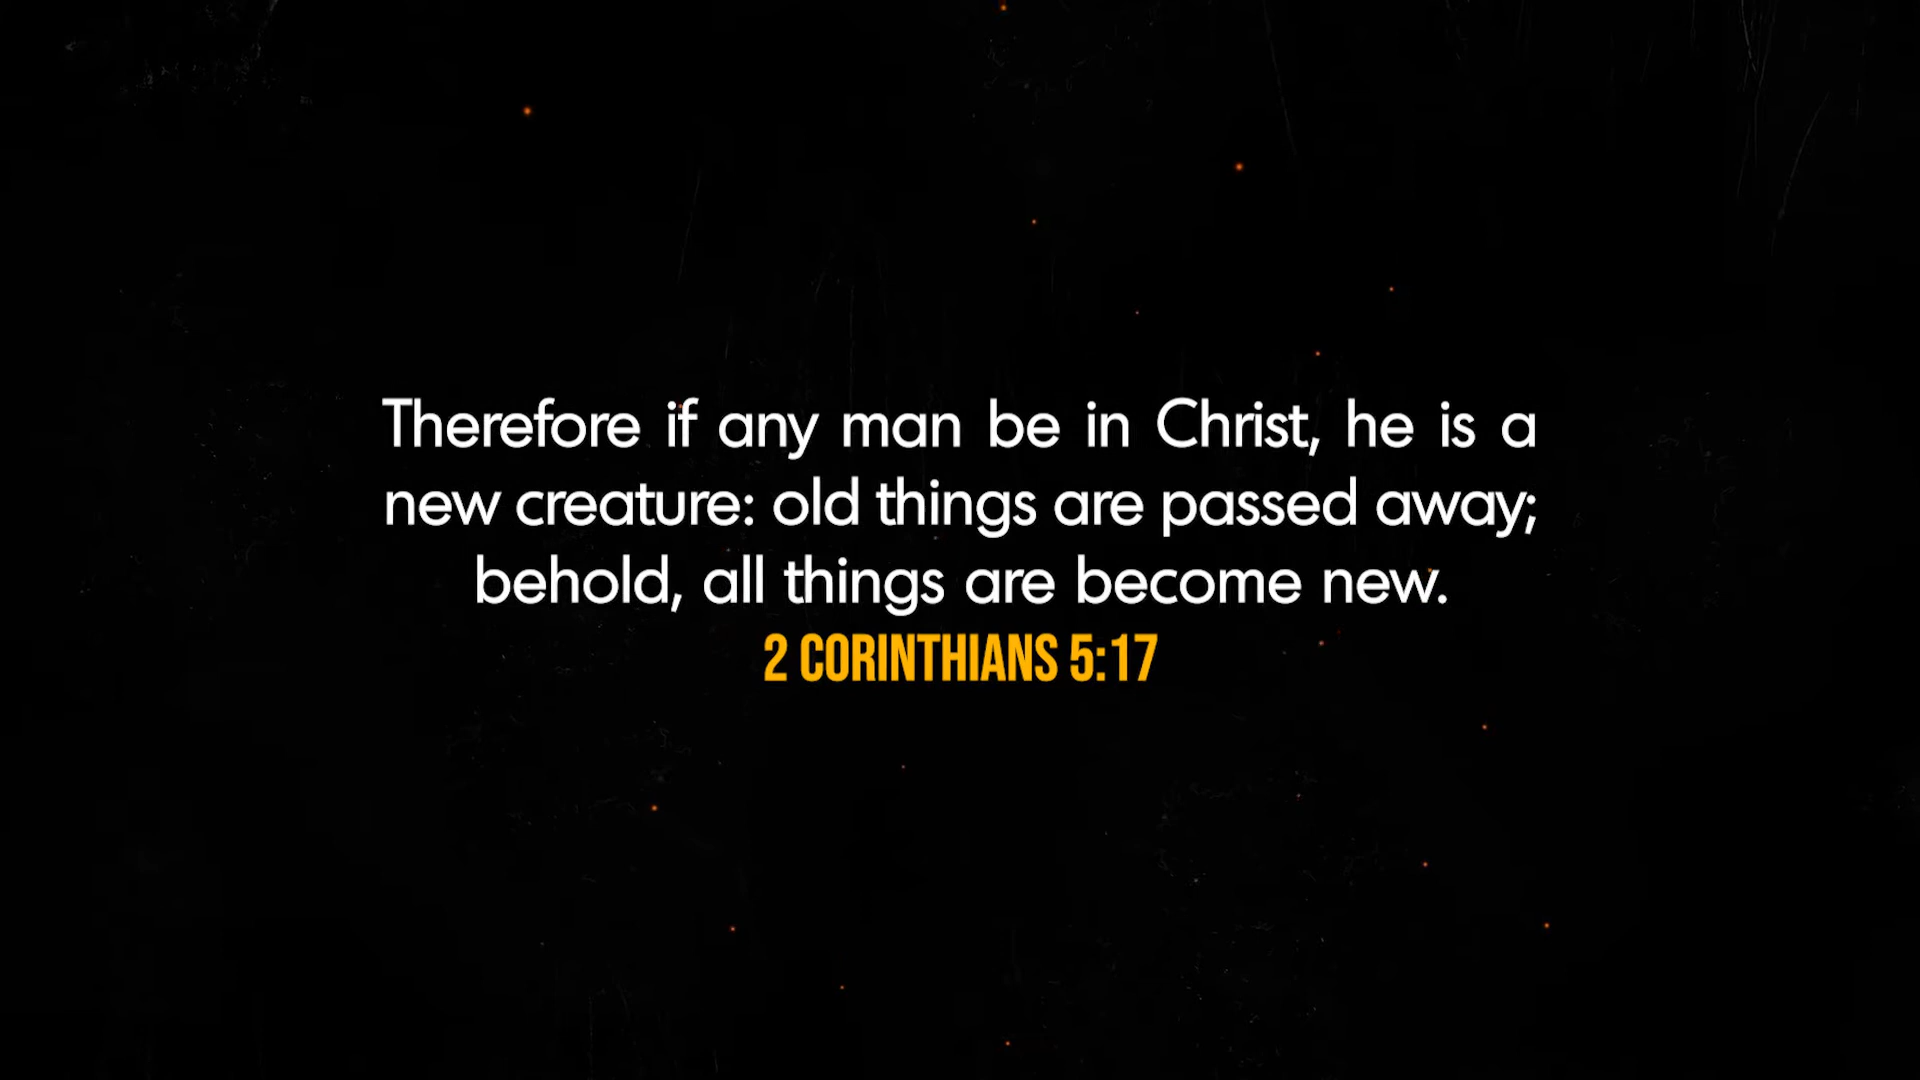 Therefore if any man be in Christ, he is a
new creature: old things are passed away;
behold, all things are become new.
2 CORINTHIANS 5:17